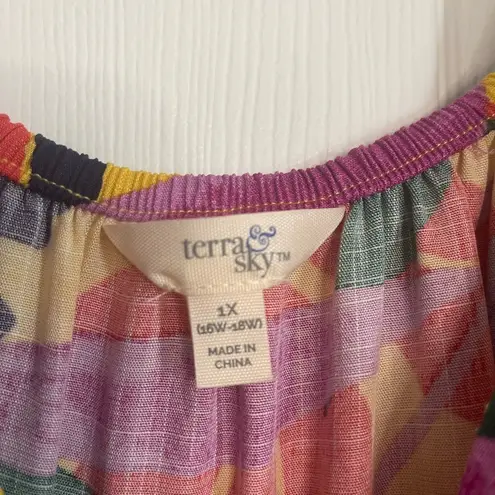 terra &
sky™
1X
(16W-18W)
MADE IN
CHINA